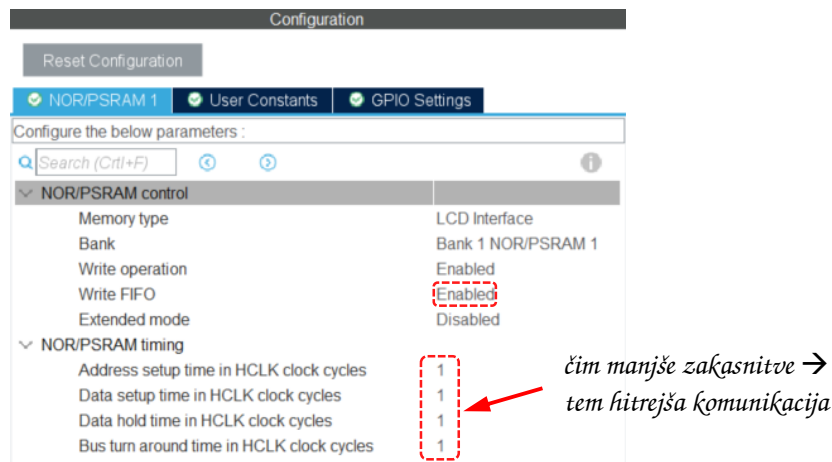 Configuration
Reset Configuration
NOR/PSRAM 1 User Constants GPIO Settings
Configure the below parameters :
Search (Crtl+F)
NOR/PSRAM control
Memory type LCD Interface
Bank Bank 1 NOR/PSRAM 1
Write operation Enabled
Write FIFO Enabled
Extended mode Disabled
NOR/PSRAM timing
Address setup time in HCLK clock cycles 1
Data setup time in HCLK clock cycles 1
Data hold time in HCLK clock cycles 1
Bus turn around time in HCLK clock cycles 1
čim manjše zakasnitve →
tem hitrejša komunikacija